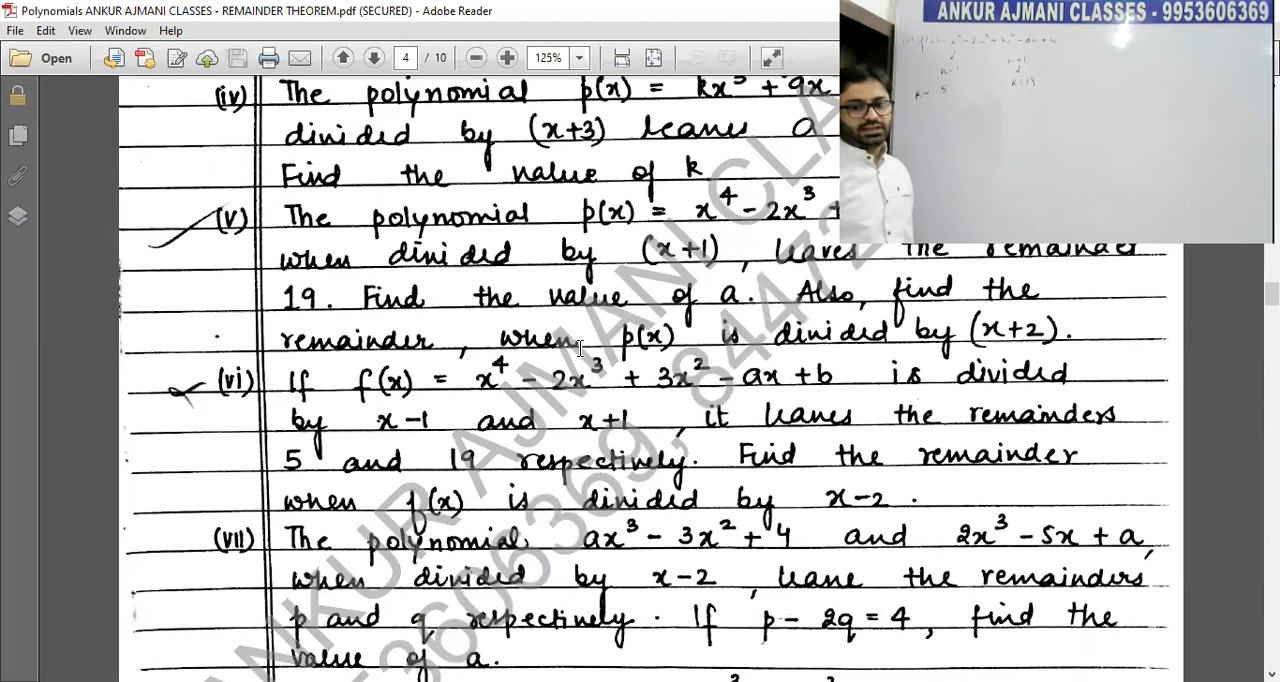 Polynomials ANKUR AJMANI CLASSES - REMAINDER THEOREM.pdf (SECURED) - Adobe Reader
File Edit View Window Help
Open 4 / 10 125%
ANKUR AJMANI CLASSES - 9953606369
(iv) The polynomial p(x) = kx³ + 9x
divided by (x+3) leaves a
Find the value of k
(v) The polynomial p(x) = x⁴ - 2x³ +
when divided by (x+1), leaves the remainder
19. Find the value of a. Also, find the
remainder, when p(x) is divided by (x+2).
(vi) If f(x) = x⁴ - 2x³ + 3x² - ax + b is divided
by x-1 and x+1, it leaves the remainders
5 and 19 respectively. Find the remainder
when f(x) is divided by x-2.
(vii) The polynomial ax³ - 3x² + 4 and 2x³ - 5x + a,
when divided by x-2, leave the remainders
p and q respectively. If p - 2q = 4, find the
value of a.